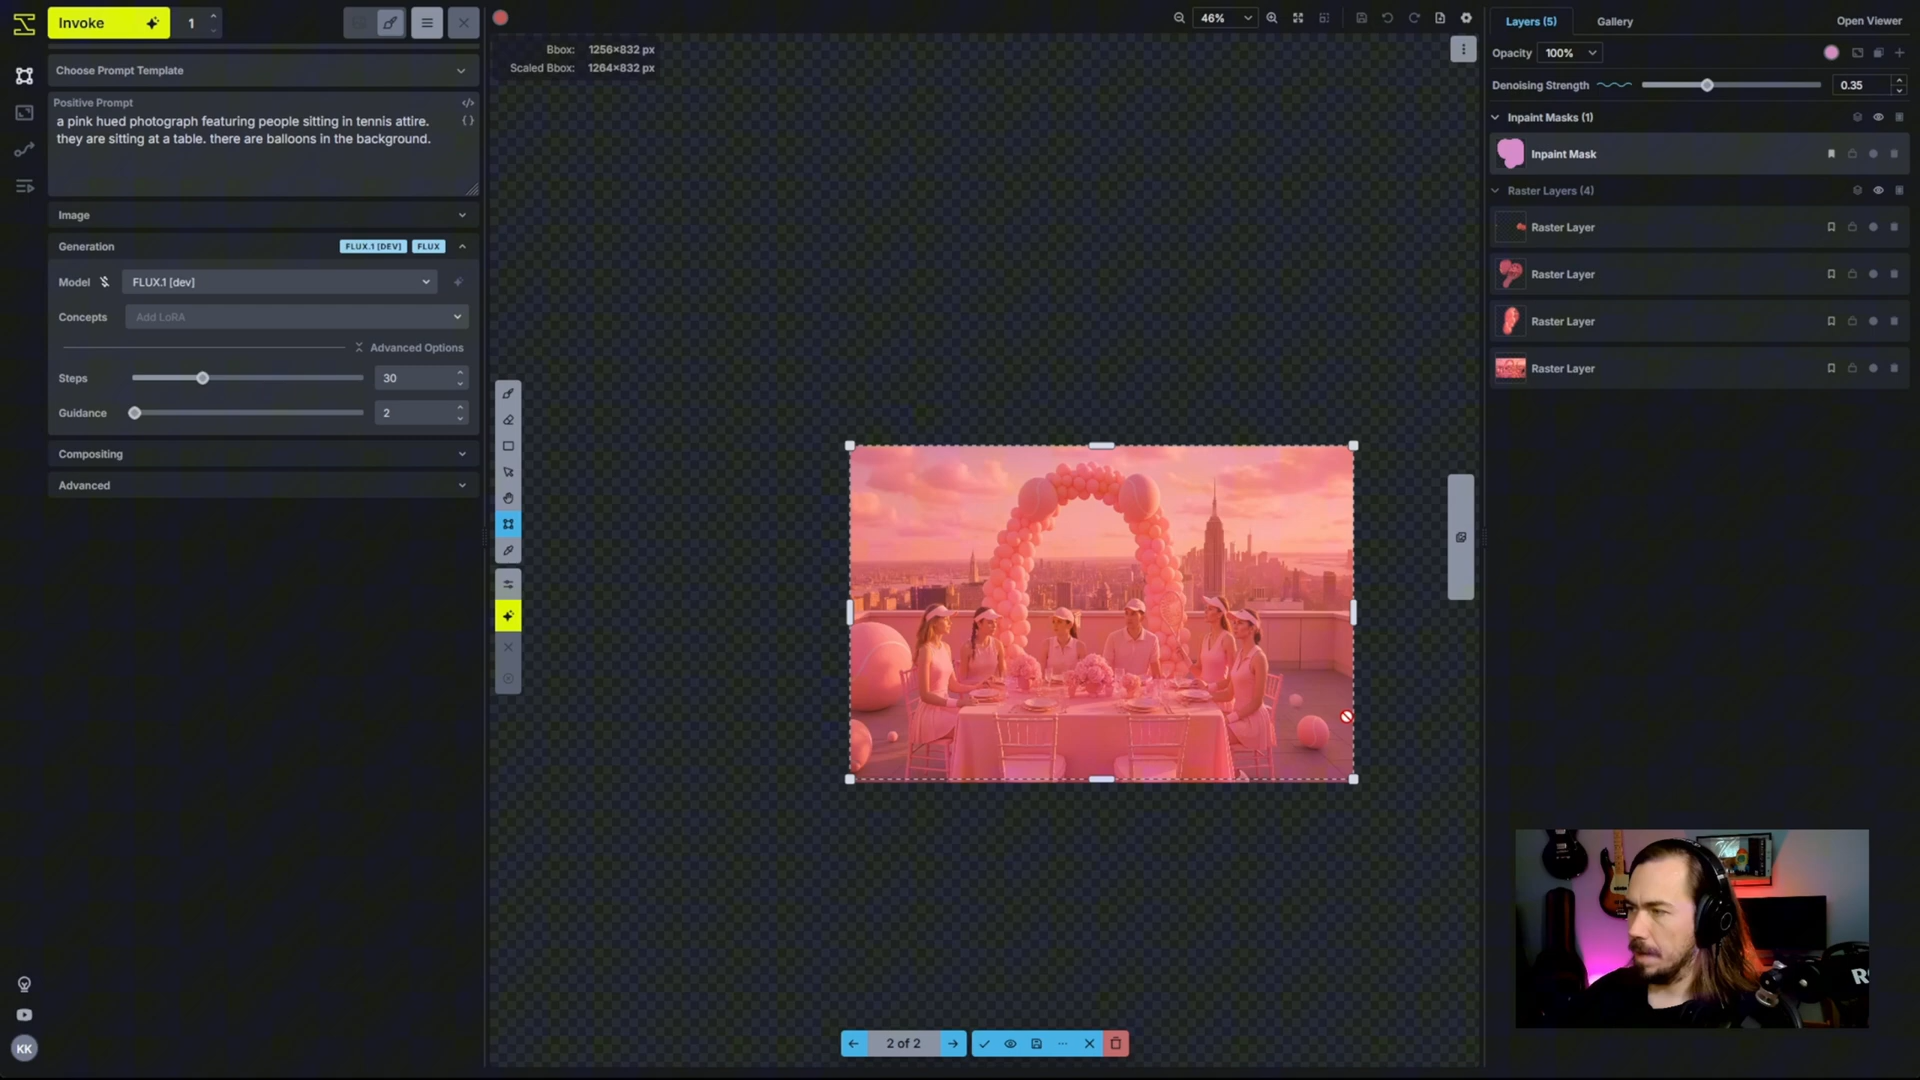 Invoke
1
Choose Prompt Template
Positive Prompt
a pink hued photograph featuring people sitting in tennis attire.
they are sitting at a table. there are balloons in the background.
Image
Generation
FLUX.1 [DEV]
FLUX
Model
FLUX.1 [dev]
Concepts
Add LoRA
Advanced Options
Steps
30
Guidance
2
Compositing
Advanced
KK
46%
Bbox: 1256×832 px
Scaled Bbox: 1264×832 px
2 of 2
Layers (5)
Gallery
Open Viewer
Opacity
100%
Denoising Strength
0.35
Inpaint Masks (1)
Inpaint Mask
Raster Layers (4)
Raster Layer
Raster Layer
Raster Layer
Raster Layer